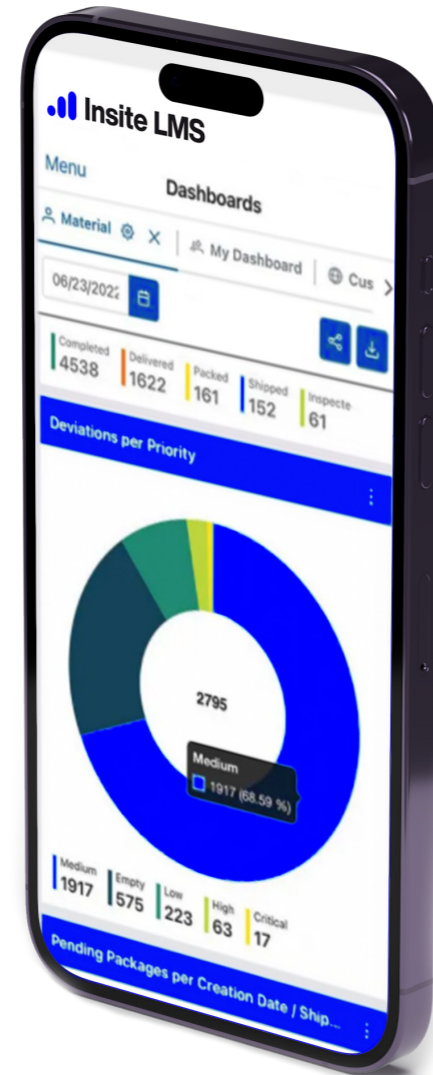 Insite LMS
Menu
Dashboards
Material
My Dashboard
Cus
06/23/2022
Completed
4538
Delivered
1622
Packed
161
Shipped
152
Inspecte
61
Deviations per Priority
2795
Medium
1917 (68.59 %)
Medium
1917
Empty
575
Low
223
High
63
Critical
17
Pending Packages per Creation Date / Ship...